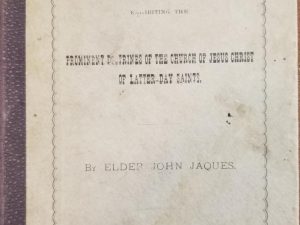 EXHIBITING THE
PROMINENT DOCTRINES OF THE CHURCH OF JESUS CHRIST
OF LATTER-DAY SAINTS.
BY ELDER JOHN JAQUES.